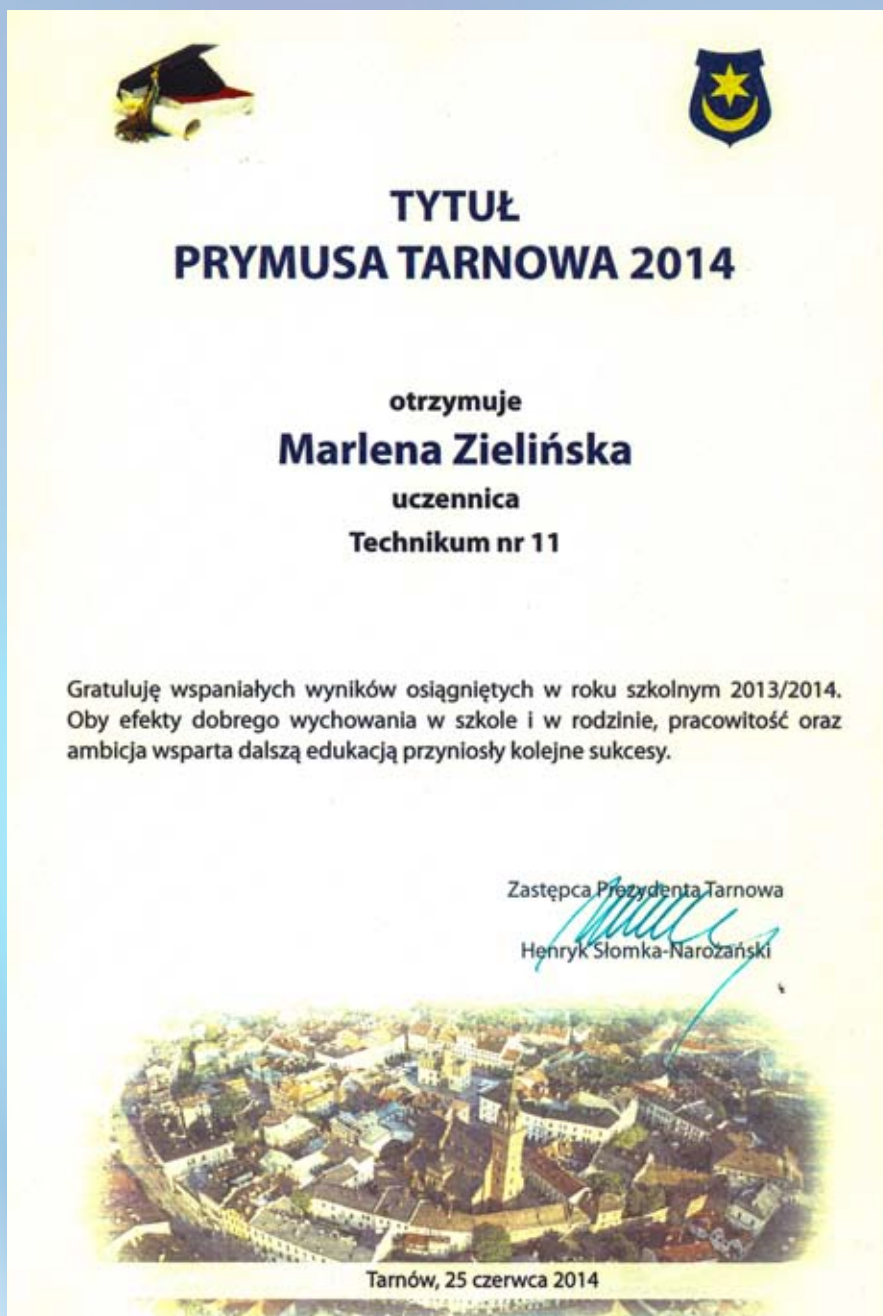 TYTUŁ
PRYMUSA TARNOWA 2014
otrzymuje
Marlena Zielińska
uczennica
Technikum nr 11
Gratuluję wspaniałych wyników osiągniętych w roku szkolnym 2013/2014.
Oby efekty dobrego wychowania w szkole i w rodzinie, pracowitość oraz
ambicja wsparta dalszą edukacją przyniosły kolejne sukcesy.
Zastępca Prezydenta Tarnowa
Henryk Słomka-Narożański
Tarnów, 25 czerwca 2014